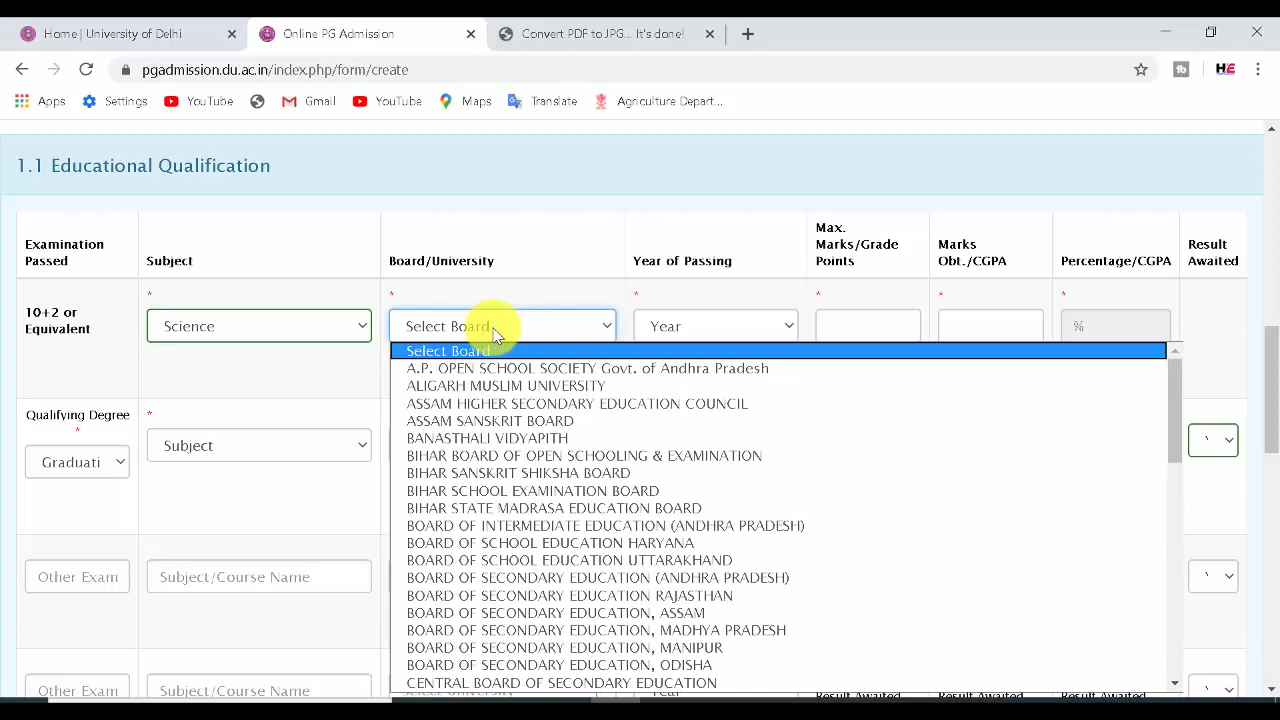 Home | University of Delhi
Online PG Admission
Convert PDF to JPG... It's done!
pgadmission.du.ac.in/index.php/form/create
Apps Settings YouTube Gmail YouTube Maps Translate Agriculture Depart...
1.1 Educational Qualification
Examination Passed
Subject
Board/University
Year of Passing
Max. Marks/Grade Points
Marks Obt./CGPA
Percentage/CGPA
Result Awaited
* * * * * *
10+2 or Equivalent
Science
Select Board
Year
%
Select Board
A.P. OPEN SCHOOL SOCIETY Govt. of Andhra Pradesh
ALIGARH MUSLIM UNIVERSITY
ASSAM HIGHER SECONDARY EDUCATION COUNCIL
ASSAM SANSKRIT BOARD
BANASTHALI VIDYAPITH
BIHAR BOARD OF OPEN SCHOOLING & EXAMINATION
BIHAR SANSKRIT SHIKSHA BOARD
BIHAR SCHOOL EXAMINATION BOARD
BIHAR STATE MADRASA EDUCATION BOARD
BOARD OF INTERMEDIATE EDUCATION (ANDHRA PRADESH)
BOARD OF SCHOOL EDUCATION HARYANA
BOARD OF SCHOOL EDUCATION UTTARAKHAND
BOARD OF SECONDARY EDUCATION (ANDHRA PRADESH)
BOARD OF SECONDARY EDUCATION RAJASTHAN
BOARD OF SECONDARY EDUCATION, ASSAM
BOARD OF SECONDARY EDUCATION, MADHYA PRADESH
BOARD OF SECONDARY EDUCATION, MANIPUR
BOARD OF SECONDARY EDUCATION, ODISHA
CENTRAL BOARD OF SECONDARY EDUCATION
Qualifying Degree *
Graduati
*
Subject
Other Exam
Subject/Course Name
Other Exam
Subject/Course Name
Select University
Year
Result Awaited
Result Awaited